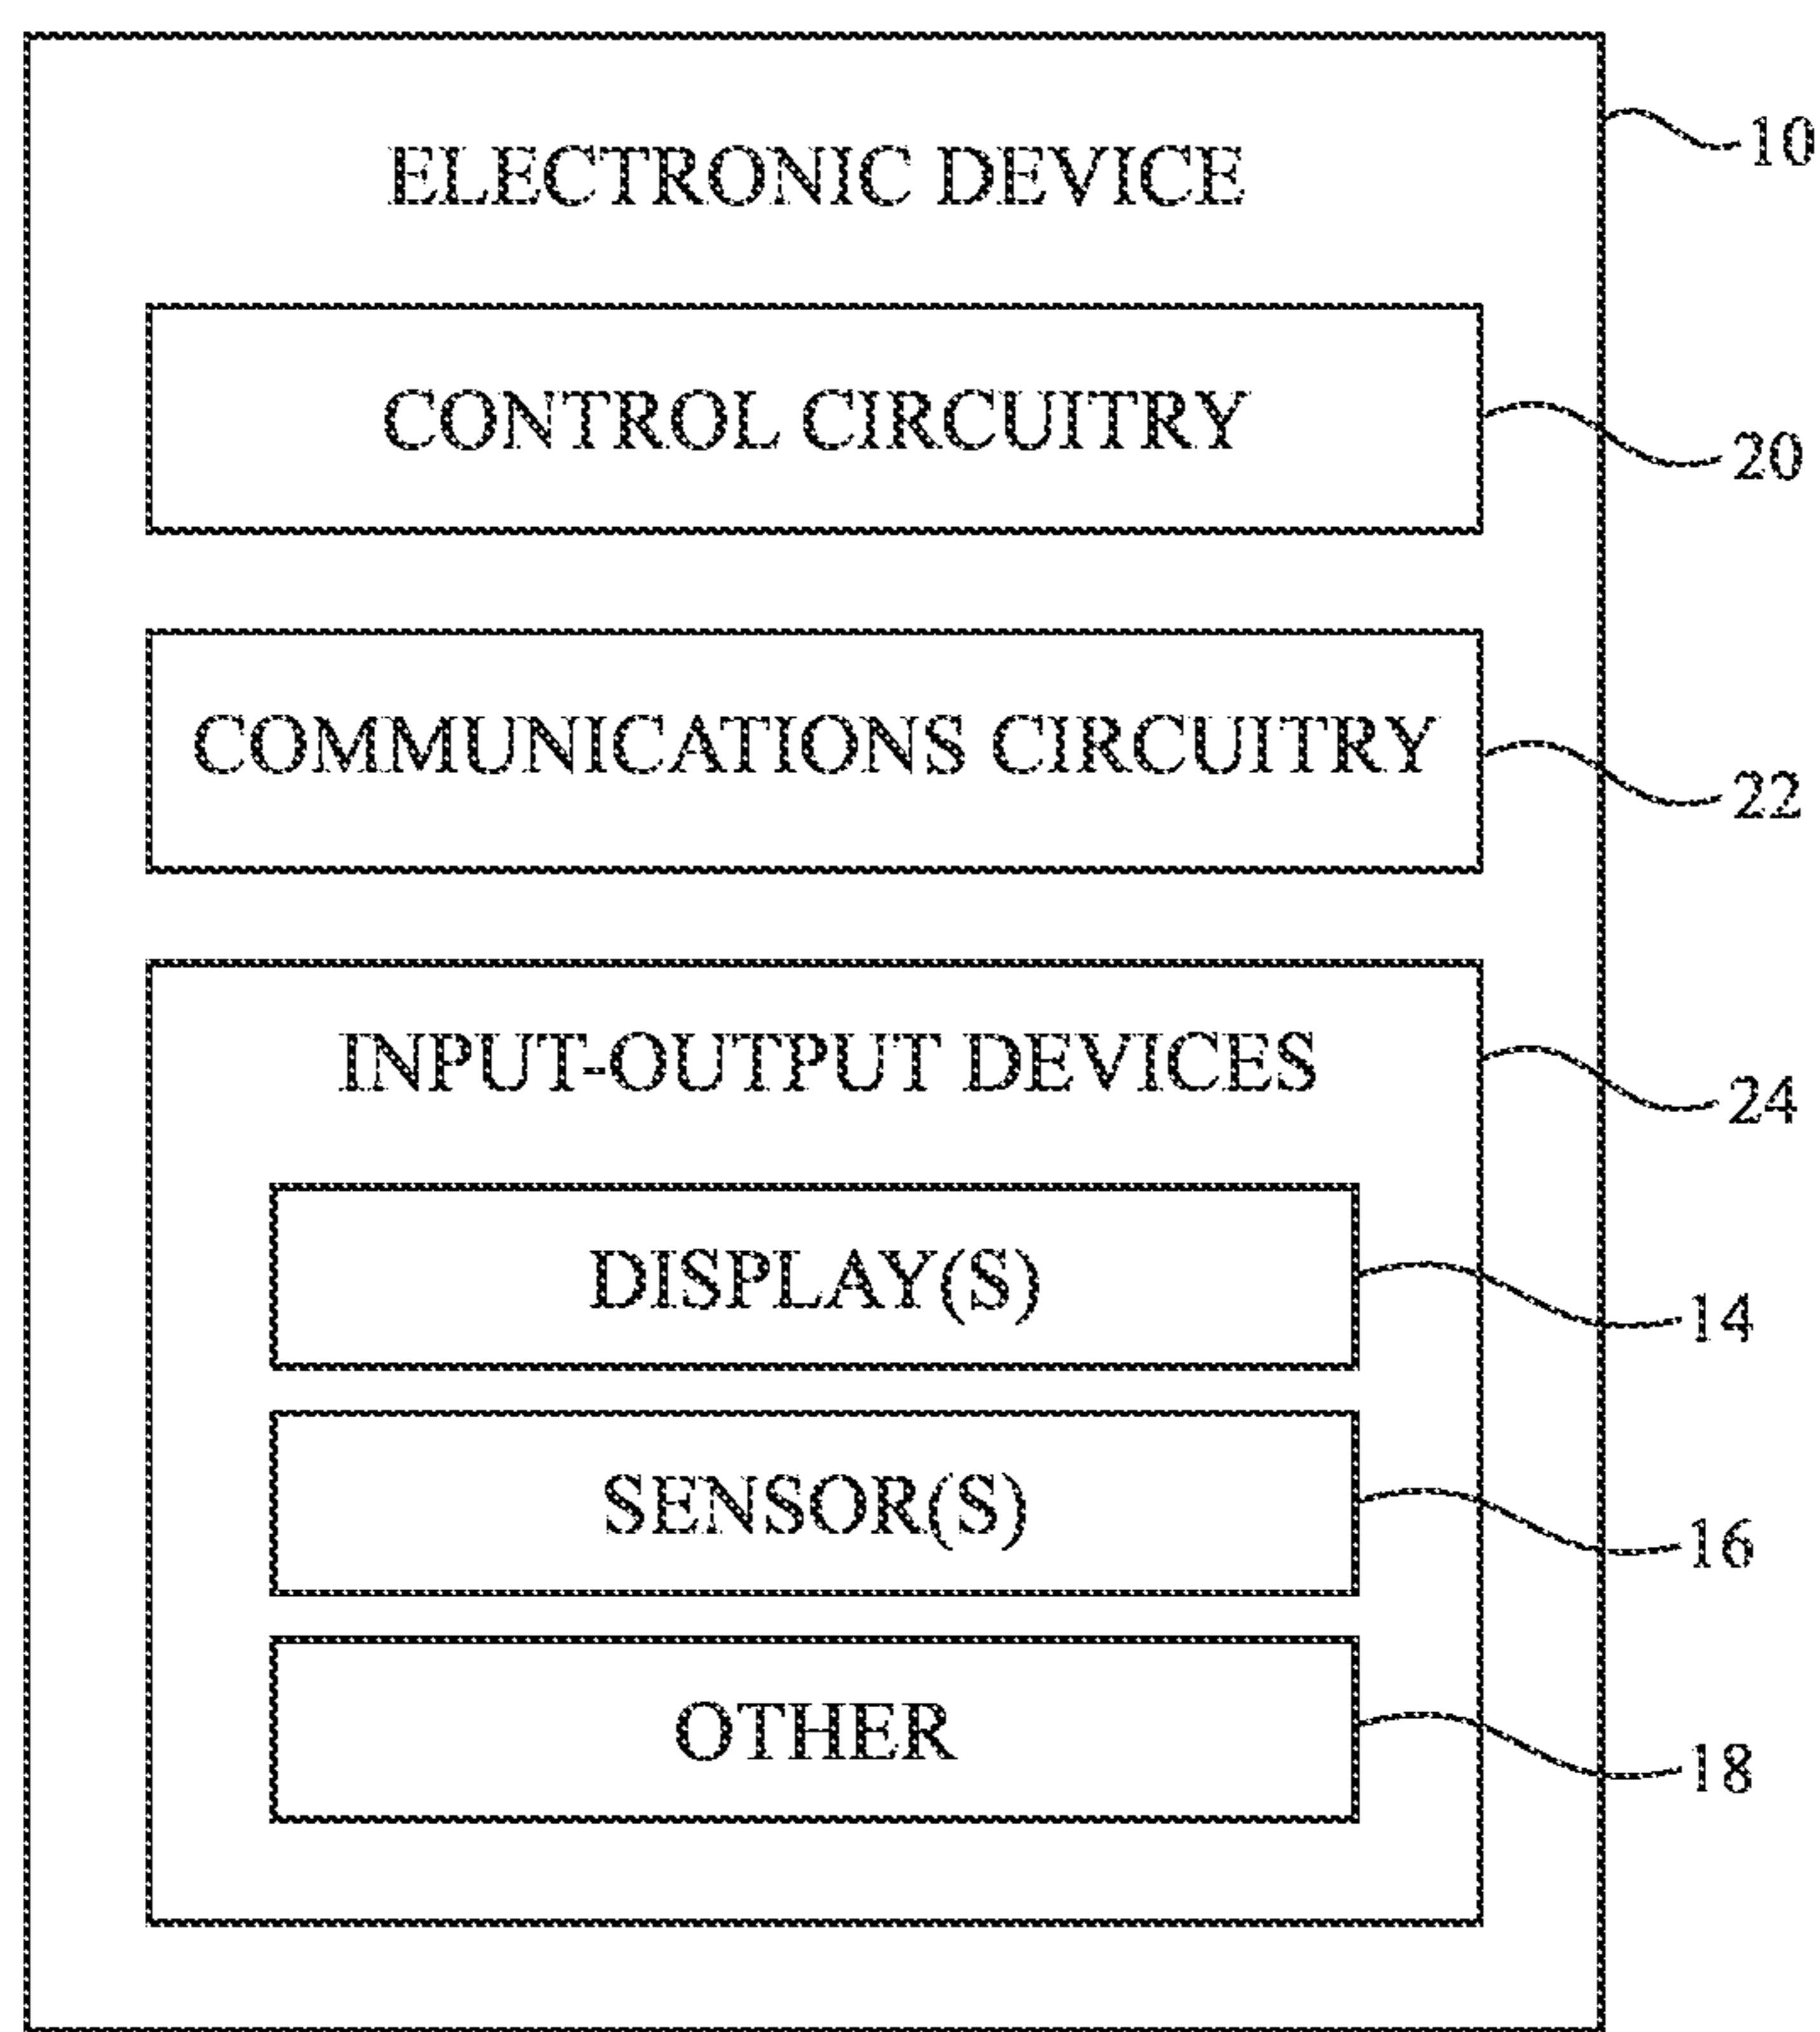 ELECTRONIC DEVICE
10
CONTROL CIRCUITRY
20
COMMUNICATIONS CIRCUITRY
22
INPUT-OUTPUT DEVICES
24
DISPLAY(S)
14
SENSOR(S)
16
OTHER
18